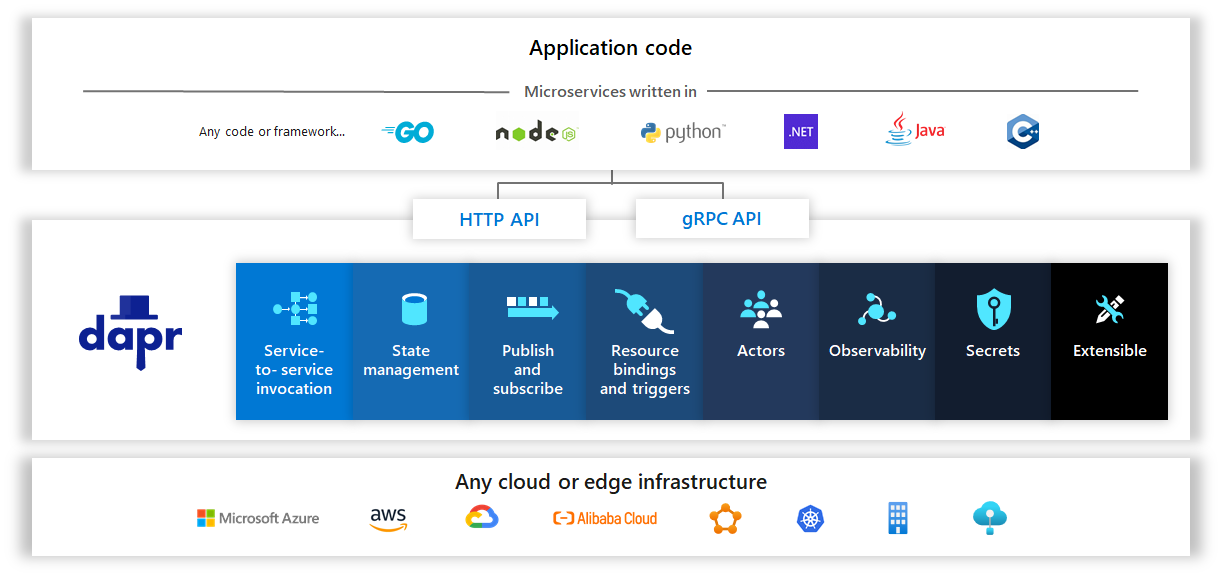 Application code
Microservices written in
Any code or framework...
GO
node JS
python™
.NET
Java
C++
HTTP API
gRPC API
dapr
Service-
to- service
invocation
State
management
Publish
and
subscribe
Resource
bindings
and triggers
Actors
Observability
Secrets
Extensible
Any cloud or edge infrastructure
Microsoft Azure
aws
Alibaba Cloud